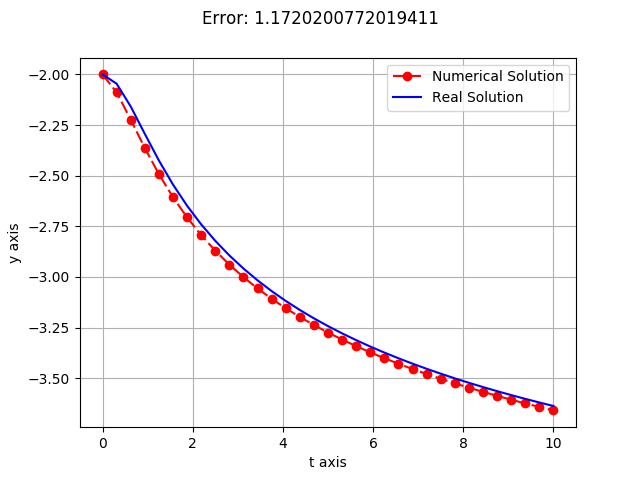 Error: 1.1720200772019411
Numerical Solution
Real Solution
−2.00
−2.25
−2.50
−2.75
−3.00
−3.25
−3.50
y axis
0 2 4 6 8 10
t axis